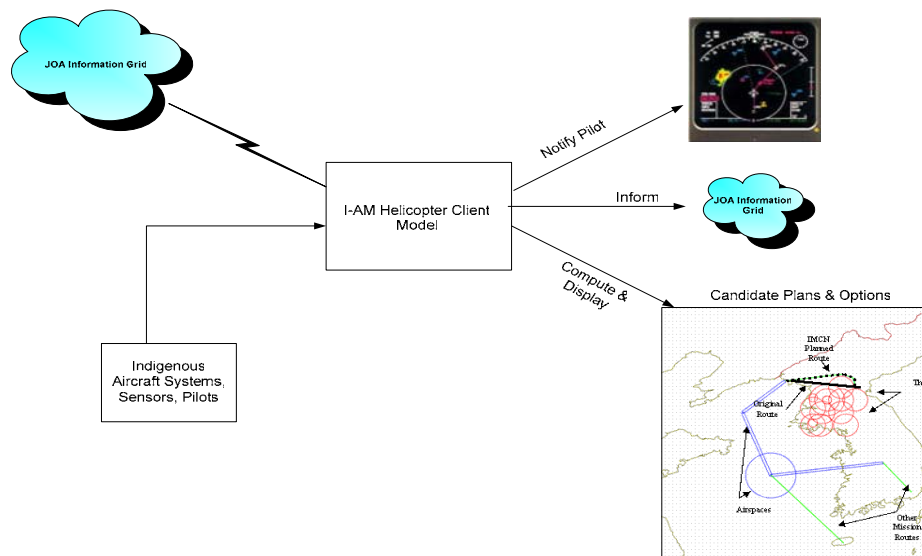 JOA Information Grid
Notify Pilot
I-AM Helicopter Client
Model
Inform
JOA Information
Grid
Compute &
Display
Candidate Plans & Options
Indigenous
Aircraft Systems,
Sensors, Pilots
IMCN
Planned
Route
Th
Original
Route
Airspaces
Other
Mission
Routes